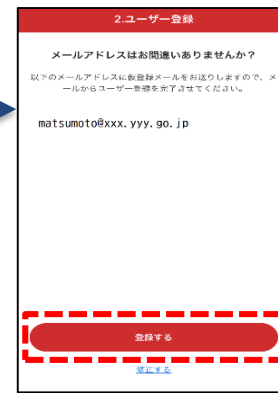 2.ユーザー登録
メールアドレスはお間違いありませんか？
以下のメールアドレスに仮登録メールをお送りしますので、メ
ールからユーザー登録を完了させてください。
matsumoto@xxx.yyy.go.jp
登録する
修正する